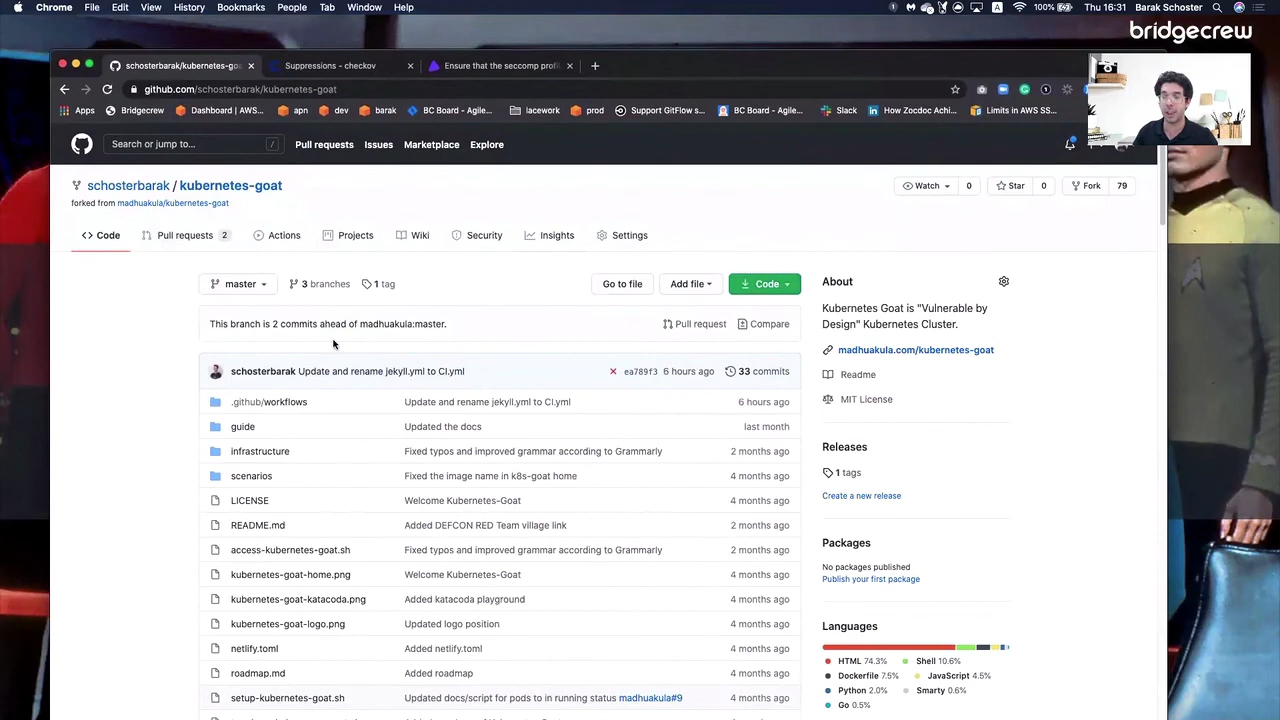 Chrome File Edit View History Bookmarks People Tab Window Help
1 A 100% Thu 16:31 Barak Schoster
bridgecrew
schosterbarak/kubernetes-goa × Suppressions - checkov × Ensure that the seccomp profi × +
github.com/schosterbarak/kubernetes-goat
Apps Bridgecrew Dashboard | AWS... apn dev barak BC Board - Agile... lacework prod Support GitFlow s... BC Board - Agile... Slack How Zocdoc Achi... Limits in AWS SS...
Search or jump to... / Pull requests Issues Marketplace Explore
schosterbarak / kubernetes-goat
Watch 0 Star 0 Fork 79
forked from madhuakula/kubernetes-goat
Code Pull requests 2 Actions Projects Wiki Security Insights Settings
master 3 branches 1 tag Go to file Add file Code
This branch is 2 commits ahead of madhuakula:master. Pull request Compare
schosterbarak Update and rename jekyll.yml to CI.yml × ea789f3 6 hours ago 33 commits
.github/workflows Update and rename jekyll.yml to CI.yml 6 hours ago
guide Updated the docs last month
infrastructure Fixed typos and improved grammar according to Grammarly 2 months ago
scenarios Fixed the image name in k8s-goat home 4 months ago
LICENSE Welcome Kubernetes-Goat 4 months ago
README.md Added DEFCON RED Team village link 2 months ago
access-kubernetes-goat.sh Fixed typos and improved grammar according to Grammarly 2 months ago
kubernetes-goat-home.png Welcome Kubernetes-Goat 4 months ago
kubernetes-goat-katacoda.png Added katacoda playground 4 months ago
kubernetes-goat-logo.png Updated logo position 4 months ago
netlify.toml Added netlify.toml 4 months ago
roadmap.md Added roadmap 4 months ago
setup-kubernetes-goat.sh Updated docs/script for pods to in running status madhuakula#9 4 months ago
About
Kubernetes Goat is "Vulnerable by
Design" Kubernetes Cluster.
madhuakula.com/kubernetes-goat
Readme
MIT License
Releases
1 tags
Create a new release
Packages
No packages published
Publish your first package
Languages
HTML 74.3% Shell 10.6%
Dockerfile 7.5% JavaScript 4.5%
Python 2.0% Smarty 0.6%
Go 0.5%